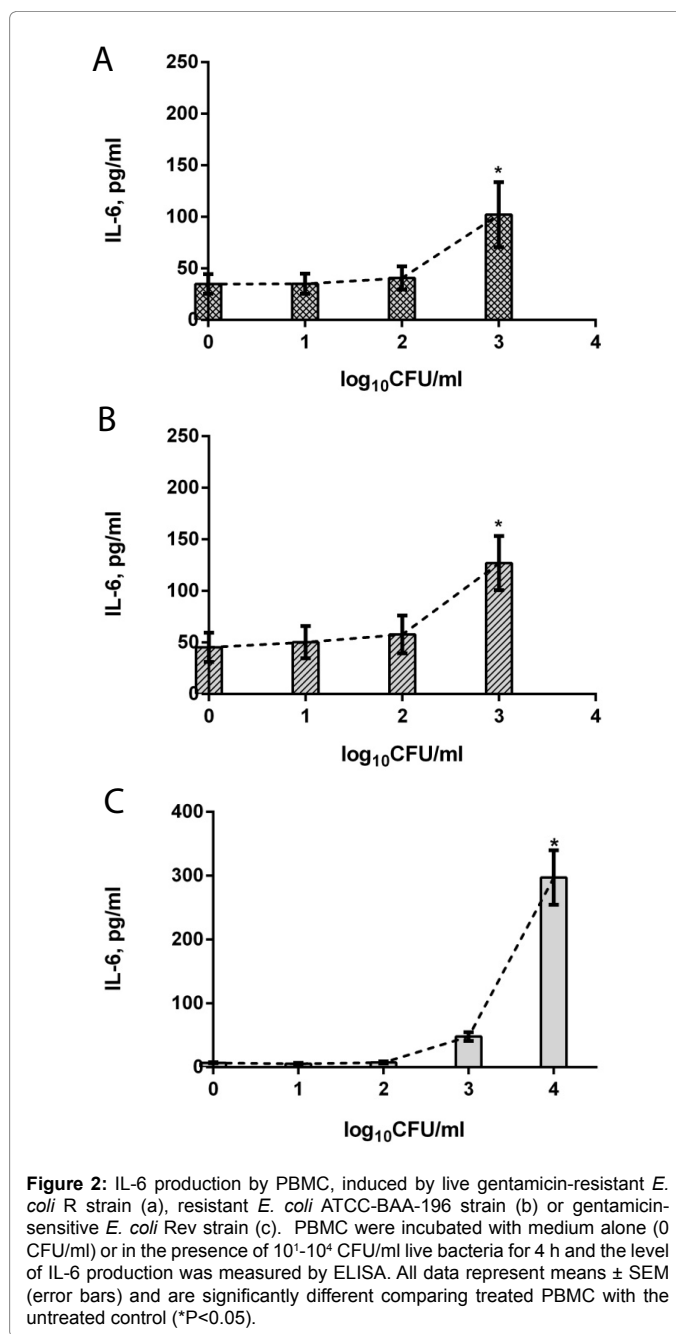 A
250
200
150
100
50
0
IL-6, pg/ml
*
0 1 2 3 4
log₁₀CFU/ml
B
250
200
150
100
50
0
IL-6, pg/ml
*
0 1 2 3 4
log₁₀CFU/ml
C
400
300
200
100
0
IL-6, pg/ml
*
0 1 2 3 4
log₁₀CFU/ml
Figure 2: IL-6 production by PBMC, induced by live gentamicin-resistant E.
coli R strain (a), resistant E. coli ATCC-BAA-196 strain (b) or gentamicin-
sensitive E. coli Rev strain (c). PBMC were incubated with medium alone (0
CFU/ml) or in the presence of 10¹-10⁴ CFU/ml live bacteria for 4 h and the level
of IL-6 production was measured by ELISA. All data represent means ± SEM
(error bars) and are significantly different comparing treated PBMC with the
untreated control (*P<0.05).